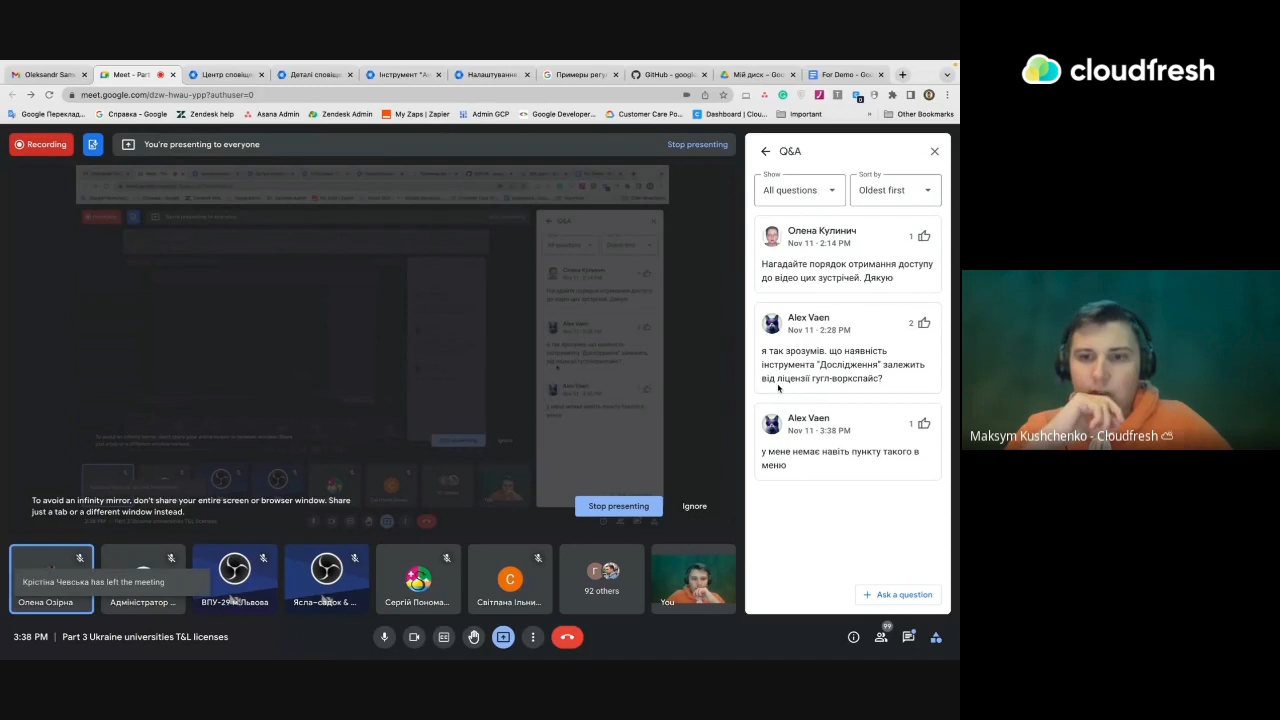 cloudfresh
Oleksandr Sam
Meet - Part
Центр сповіще
Деталі сповіщ
Інструмент "Ан
Налаштування
Примеры регу
GitHub - google
Мій диск – Goo
For Demo - Goo
meet.google.com/dzw-hwau-ypp?authuser=0
Google Переклад...
Справка – Google
Zendesk help
Asana Admin
Zendesk Admin
My Zaps | Zapier
Admin GCP
Google Developer...
Customer Care Po...
Dashboard | Clou...
Important
Other Bookmarks
Recording
You're presenting to everyone
Stop presenting
Q&A
Show
All questions
Sort by
Oldest first
Олена Кулинич
Nov 11 · 2:14 PM
1
Нагадайте порядок отримання доступу
до відео цих зустрічей. Дякую
Alex Vaen
Nov 11 · 2:28 PM
2
я так зрозумів. що наявність
інструмента "Дослідження" залежить
від ліцензії гугл-воркспайс?
Alex Vaen
Nov 11 · 3:38 PM
1
у мене немає навіть пункту такого в
меню
Ask a question
To avoid an infinity mirror, don't share your entire screen or browser window. Share
just a tab or a different window instead.
Stop presenting
Ignore
Крістіна Чевська has left the meeting
Олена Озірна
Адміністратор ...
Сергій Понома...
Світлана Ільни...
92 others
You
Maksym Kushchenko - Cloudfresh
3:38 PM | Part 3 Ukraine universities T&L licenses
99